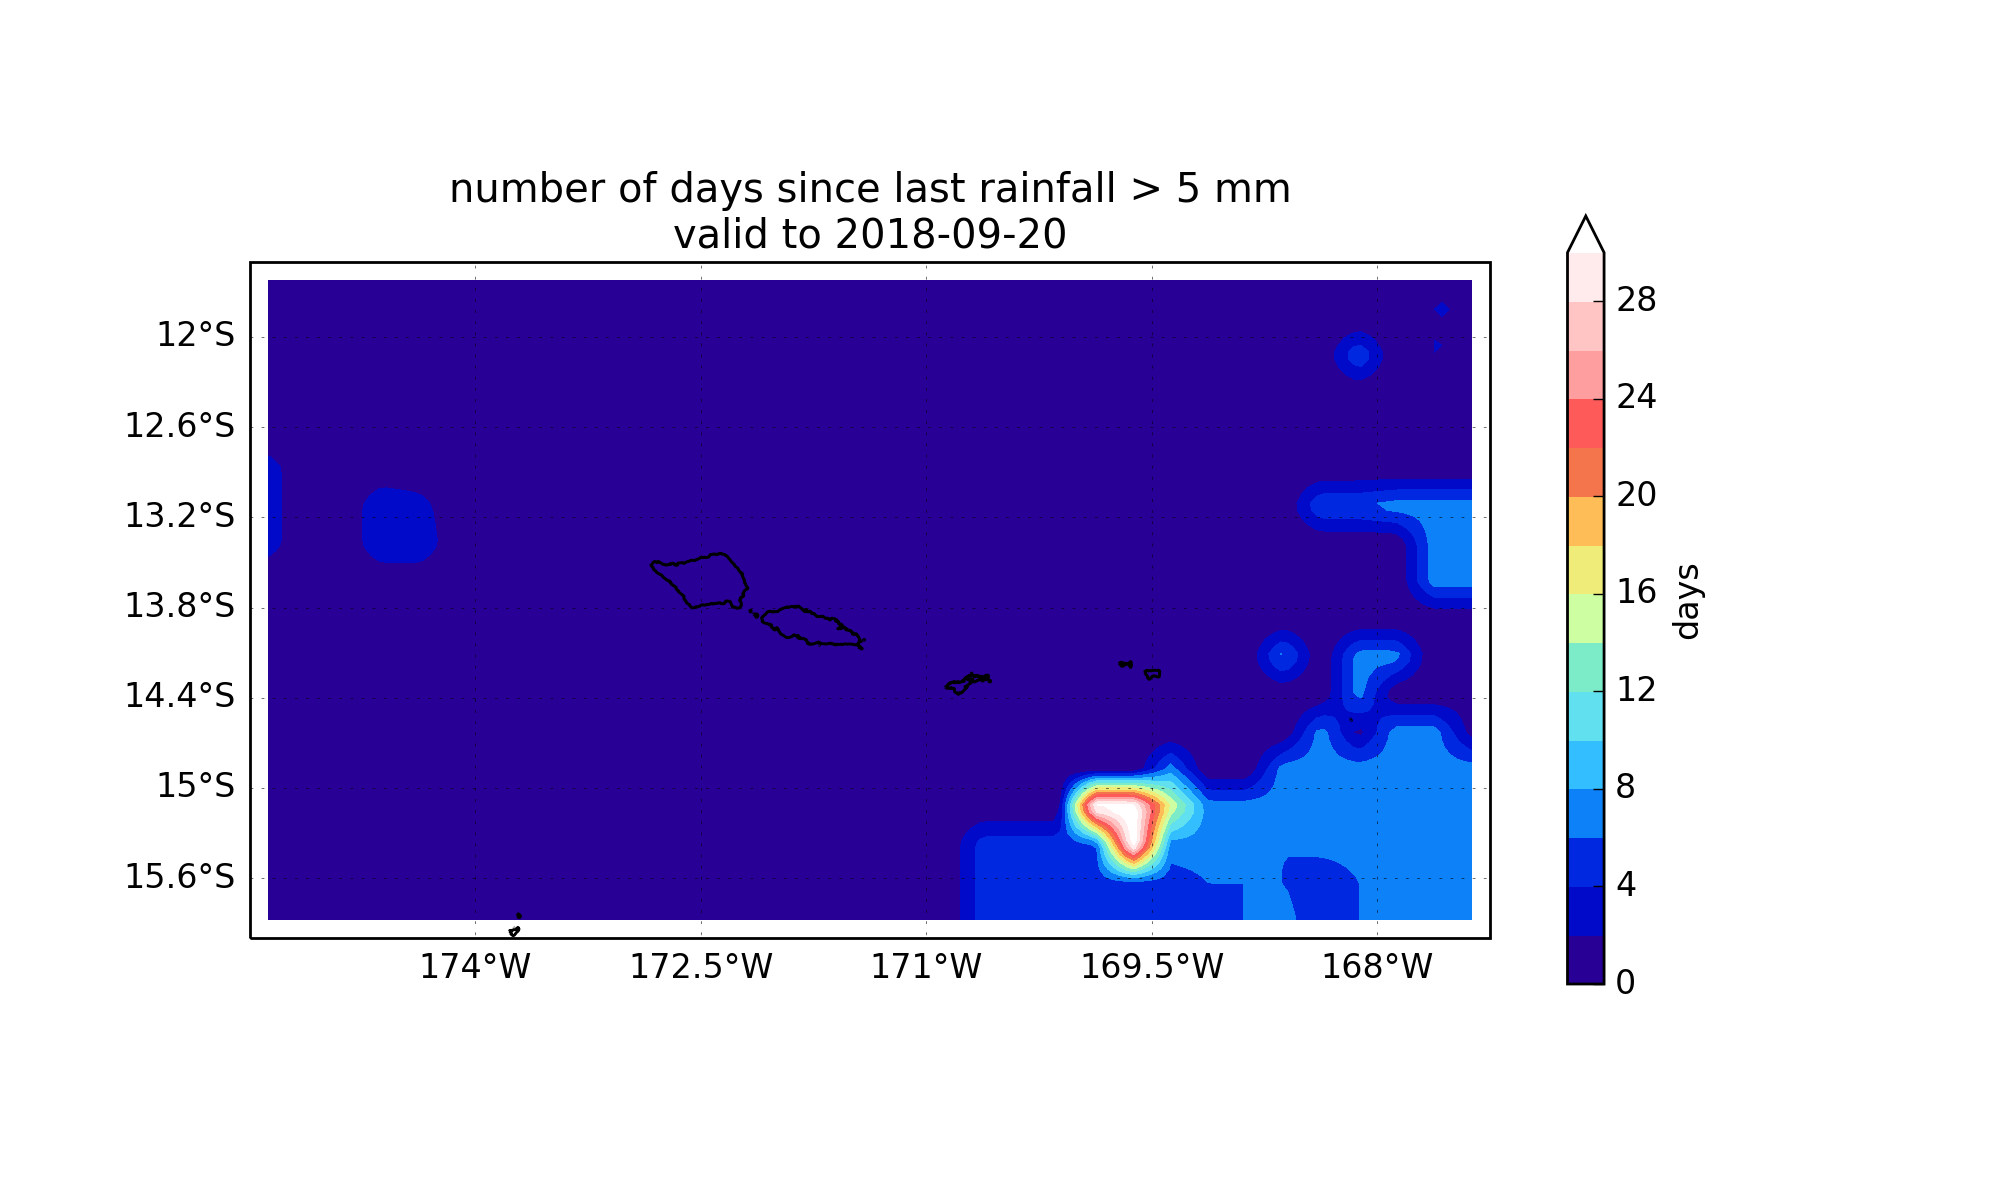 number of days since last rainfall > 5 mm
valid to 2018-09-20
12°S
12.6°S
13.2°S
13.8°S
14.4°S
15°S
15.6°S
174°W
172.5°W
171°W
169.5°W
168°W
28
24
20
16
12
8
4
0
days